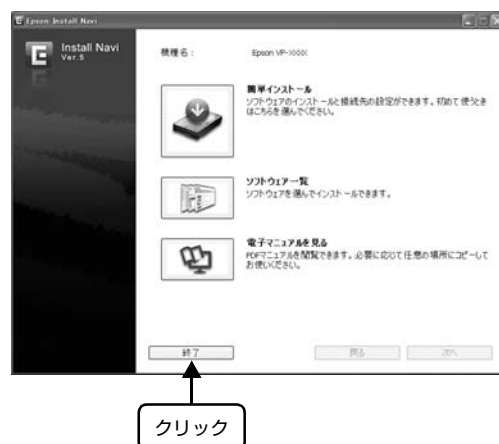 Epson Install Navi
Install Navi
Ver.5
機種名：
Epson VP-XXXX
簡単インストール
ソフトウェアのインストールと接続先の設定ができます。初めて使うとき
はこちらを選んでください。
ソフトウェア一覧
ソフトウェアを選んでインストールできます。
電子マニュアルを見る
PDFマニュアルを閲覧できます。必要に応じて任意の場所にコピーして
お使いください。
終了
戻る
次へ
クリック